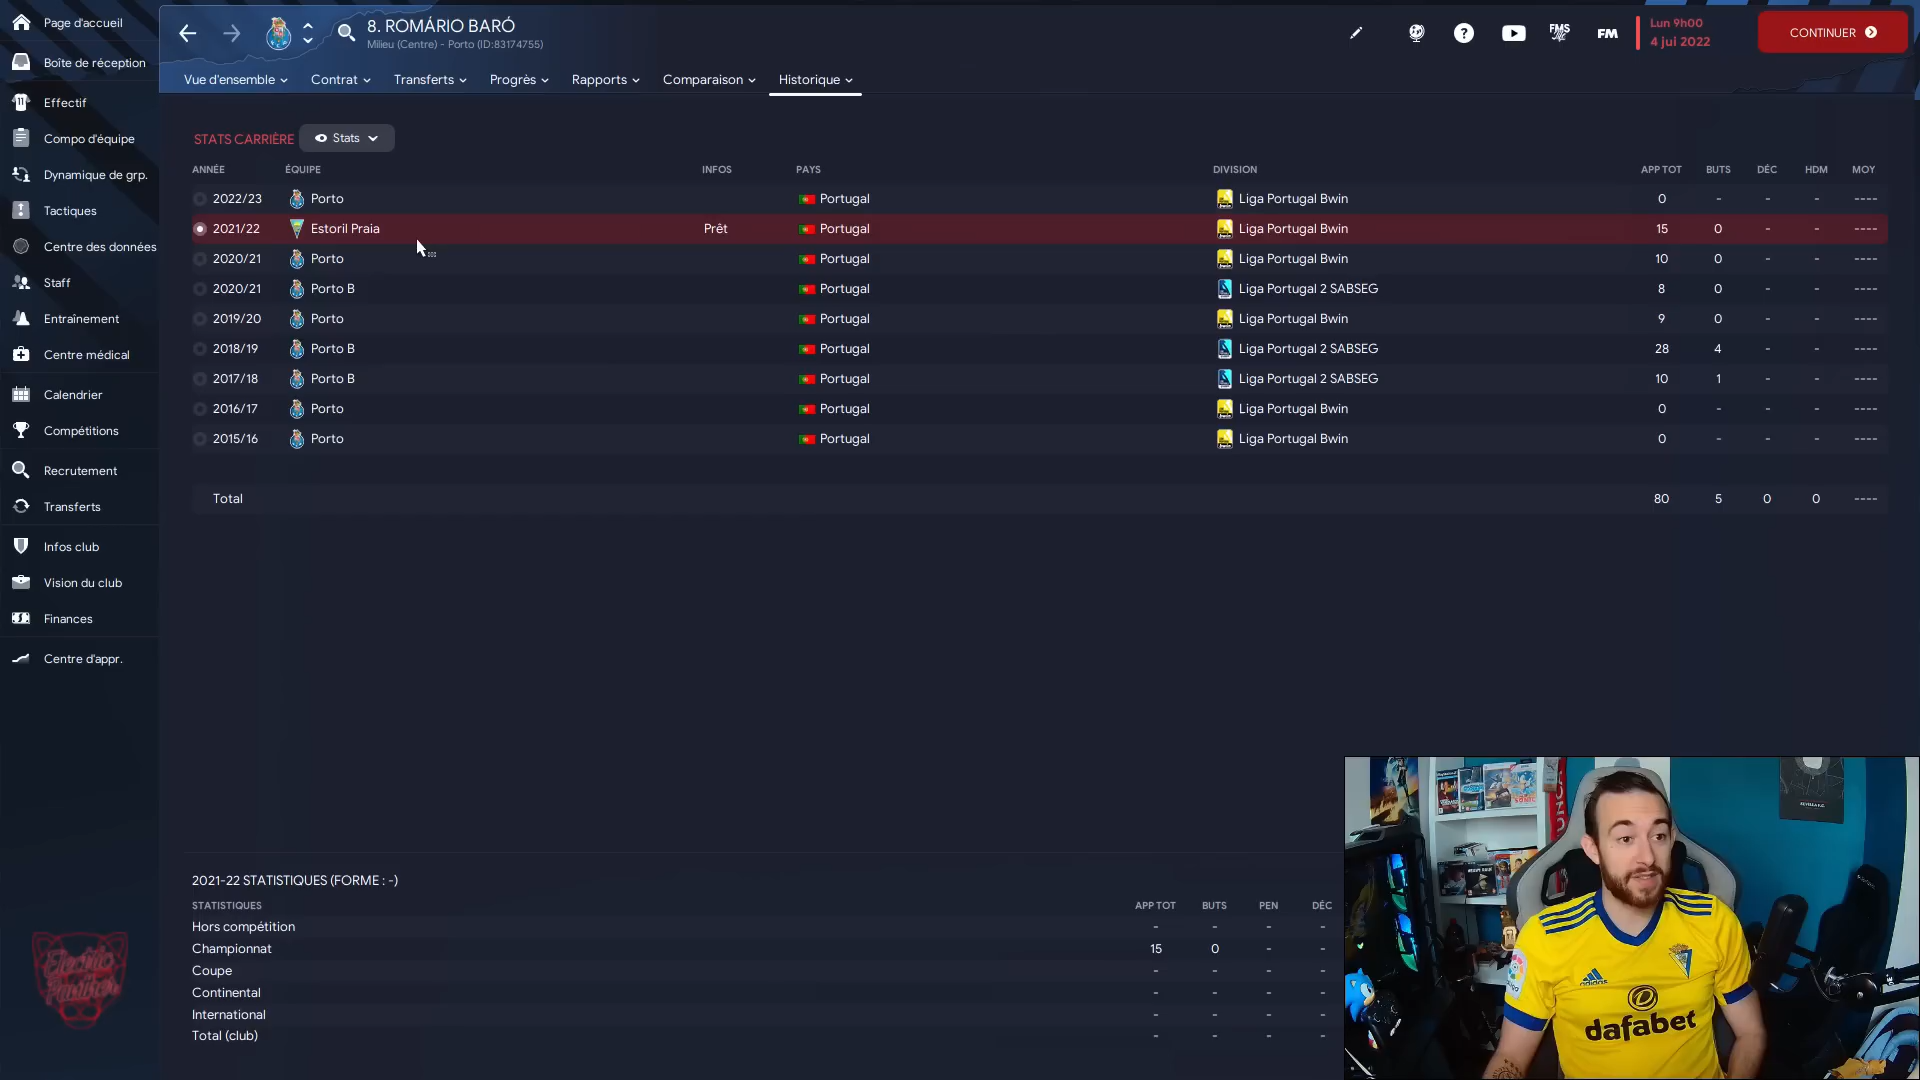 Page d'accueil
Boîte de réception
Effectif
Compo d'équipe
Dynamique de grp.
Tactiques
Centre des données
Staff
Entraînement
Centre médical
Calendrier
Compétitions
Recrutement
Transferts
Infos club
Vision du club
Finances
Centre d'appr.
Electric Panther
8. ROMÁRIO BARÓ
Milieu (Centre) - Porto (ID:83174755)
FMS
FM
Lun 9h00
4 jui 2022
CONTINUER
Vue d'ensemble Contrat Transferts Progrès Rapports Comparaison Historique
STATS CARRIÈRE Stats
ANNÉE ÉQUIPE INFOS PAYS DIVISION APP TOT BUTS DÉC HDM MOY
2022/23 Porto Portugal Liga Portugal Bwin 0 - - - ----
2021/22 Estoril Praia Prêt Portugal Liga Portugal Bwin 15 0 - - ----
2020/21 Porto Portugal Liga Portugal Bwin 10 0 - - ----
2020/21 Porto B Portugal Liga Portugal 2 SABSEG 8 0 - - ----
2019/20 Porto Portugal Liga Portugal Bwin 9 0 - - ----
2018/19 Porto B Portugal Liga Portugal 2 SABSEG 28 4 - - ----
2017/18 Porto B Portugal Liga Portugal 2 SABSEG 10 1 - - ----
2016/17 Porto Portugal Liga Portugal Bwin 0 - - - ----
2015/16 Porto Portugal Liga Portugal Bwin 0 - - - ----
Total 80 5 0 0 ----
2021-22 STATISTIQUES (FORME : -)
STATISTIQUES APP TOT BUTS PEN DÉC
Hors compétition - - - -
Championnat 15 0 - -
Coupe - - - -
Continental - - - -
International - - - -
Total (club) - - - -
SEVILLA F.C.
adidas
dafabet